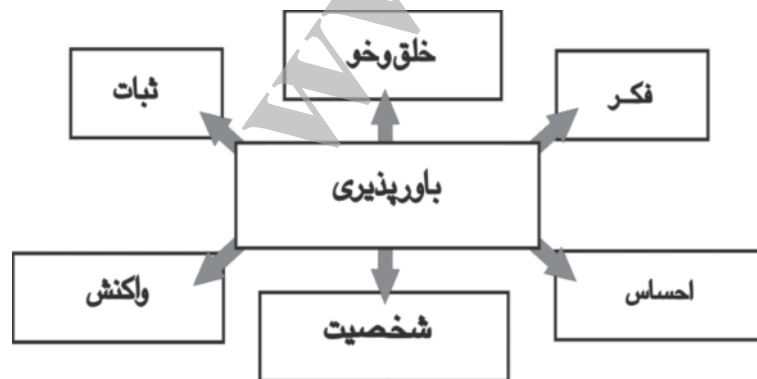 خلق‌وخو
فکر
ثبات
باورپذیری
احساس
واکنش
شخصیت